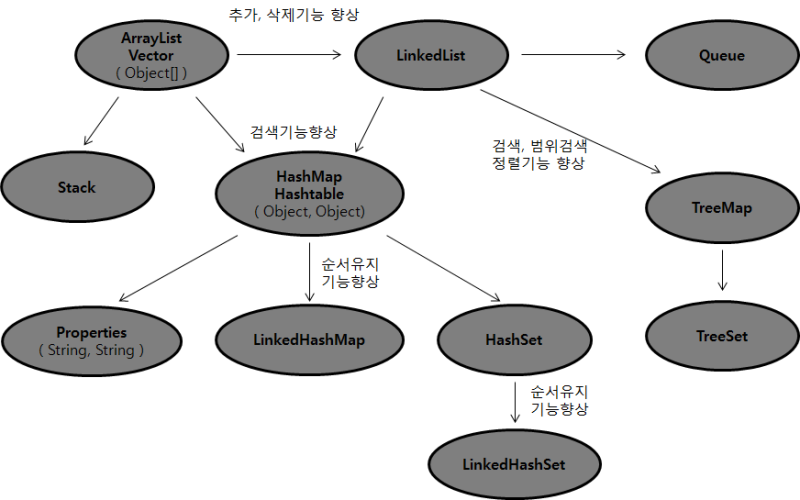 추가, 삭제기능 향상
ArrayList
Vector
( Object[] )
LinkedList
Queue
검색기능향상
검색, 범위검색
정렬기능 향상
Stack
HashMap
Hashtable
( Object, Object)
TreeMap
순서유지
기능향상
Properties
( String, String )
LinkedHashMap
HashSet
TreeSet
순서유지
기능향상
LinkedHashSet